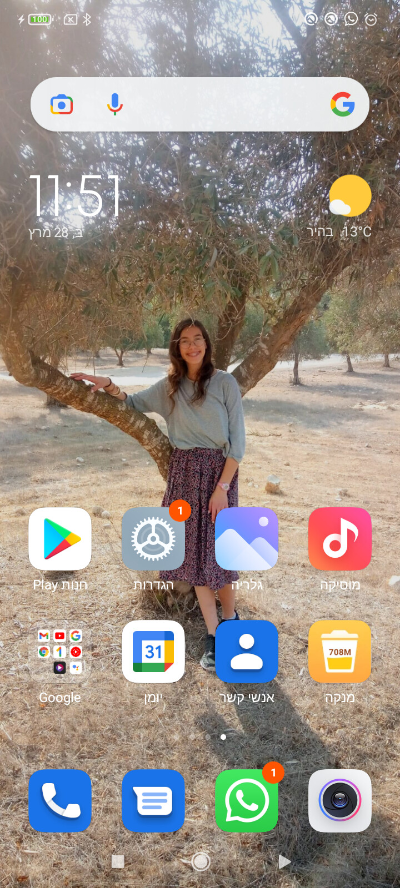 100
11:51
ב׳, 28 מרץ
בהיר 13°C
1
חנות Play
הגדרות
גלריה
מוסיקה
31
708M
Google
יומן
אנשי קשר
מנקה
1